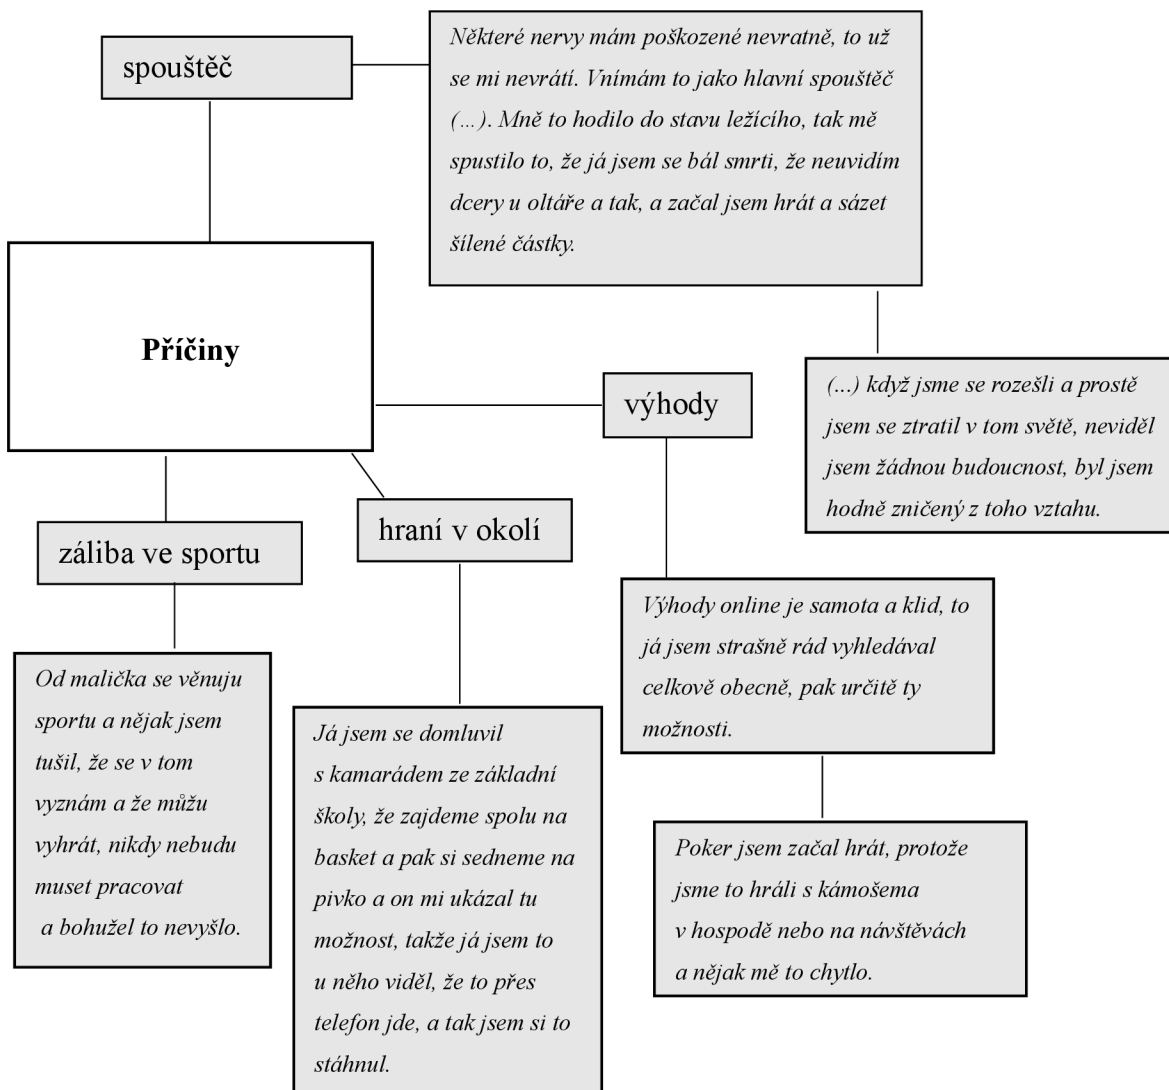 spouštěč
Některé nervy mám poškozené nevratně, to už
se mi nevrátí. Vnímám to jako hlavní spouštěč
(...). Mně to hodilo do stavu ležícího, tak mě
spustilo to, že já jsem se bál smrti, že neuvidím
dcery u oltáře a tak, a začal jsem hrát a sázet
šílené částky.
Příčiny
výhody
(...) když jsme se rozešli a prostě
jsem se ztratil v tom světě, neviděl
jsem žádnou budoucnost, byl jsem
hodně zničený z toho vztahu.
záliba ve sportu
hraní v okolí
Výhody online je samota a klid, to
já jsem strašně rád vyhledával
celkově obecně, pak určitě ty
možnosti.
Od malička se věnuju
sportu a nějak jsem
tušil, že se v tom
vyznám a že můžu
vyhrát, nikdy nebudu
muset pracovat
a bohužel to nevyšlo.
Já jsem se domluvil
s kamarádem ze základní
školy, že zajdeme spolu na
basket a pak si sedneme na
pivko a on mi ukázal tu
možnost, takže já jsem to
u něho viděl, že to přes
telefon jde, a tak jsem si to
stáhnul.
Poker jsem začal hrát, protože
jsme to hráli s kámošema
v hospodě nebo na návštěvách
a nějak mě to chytlo.